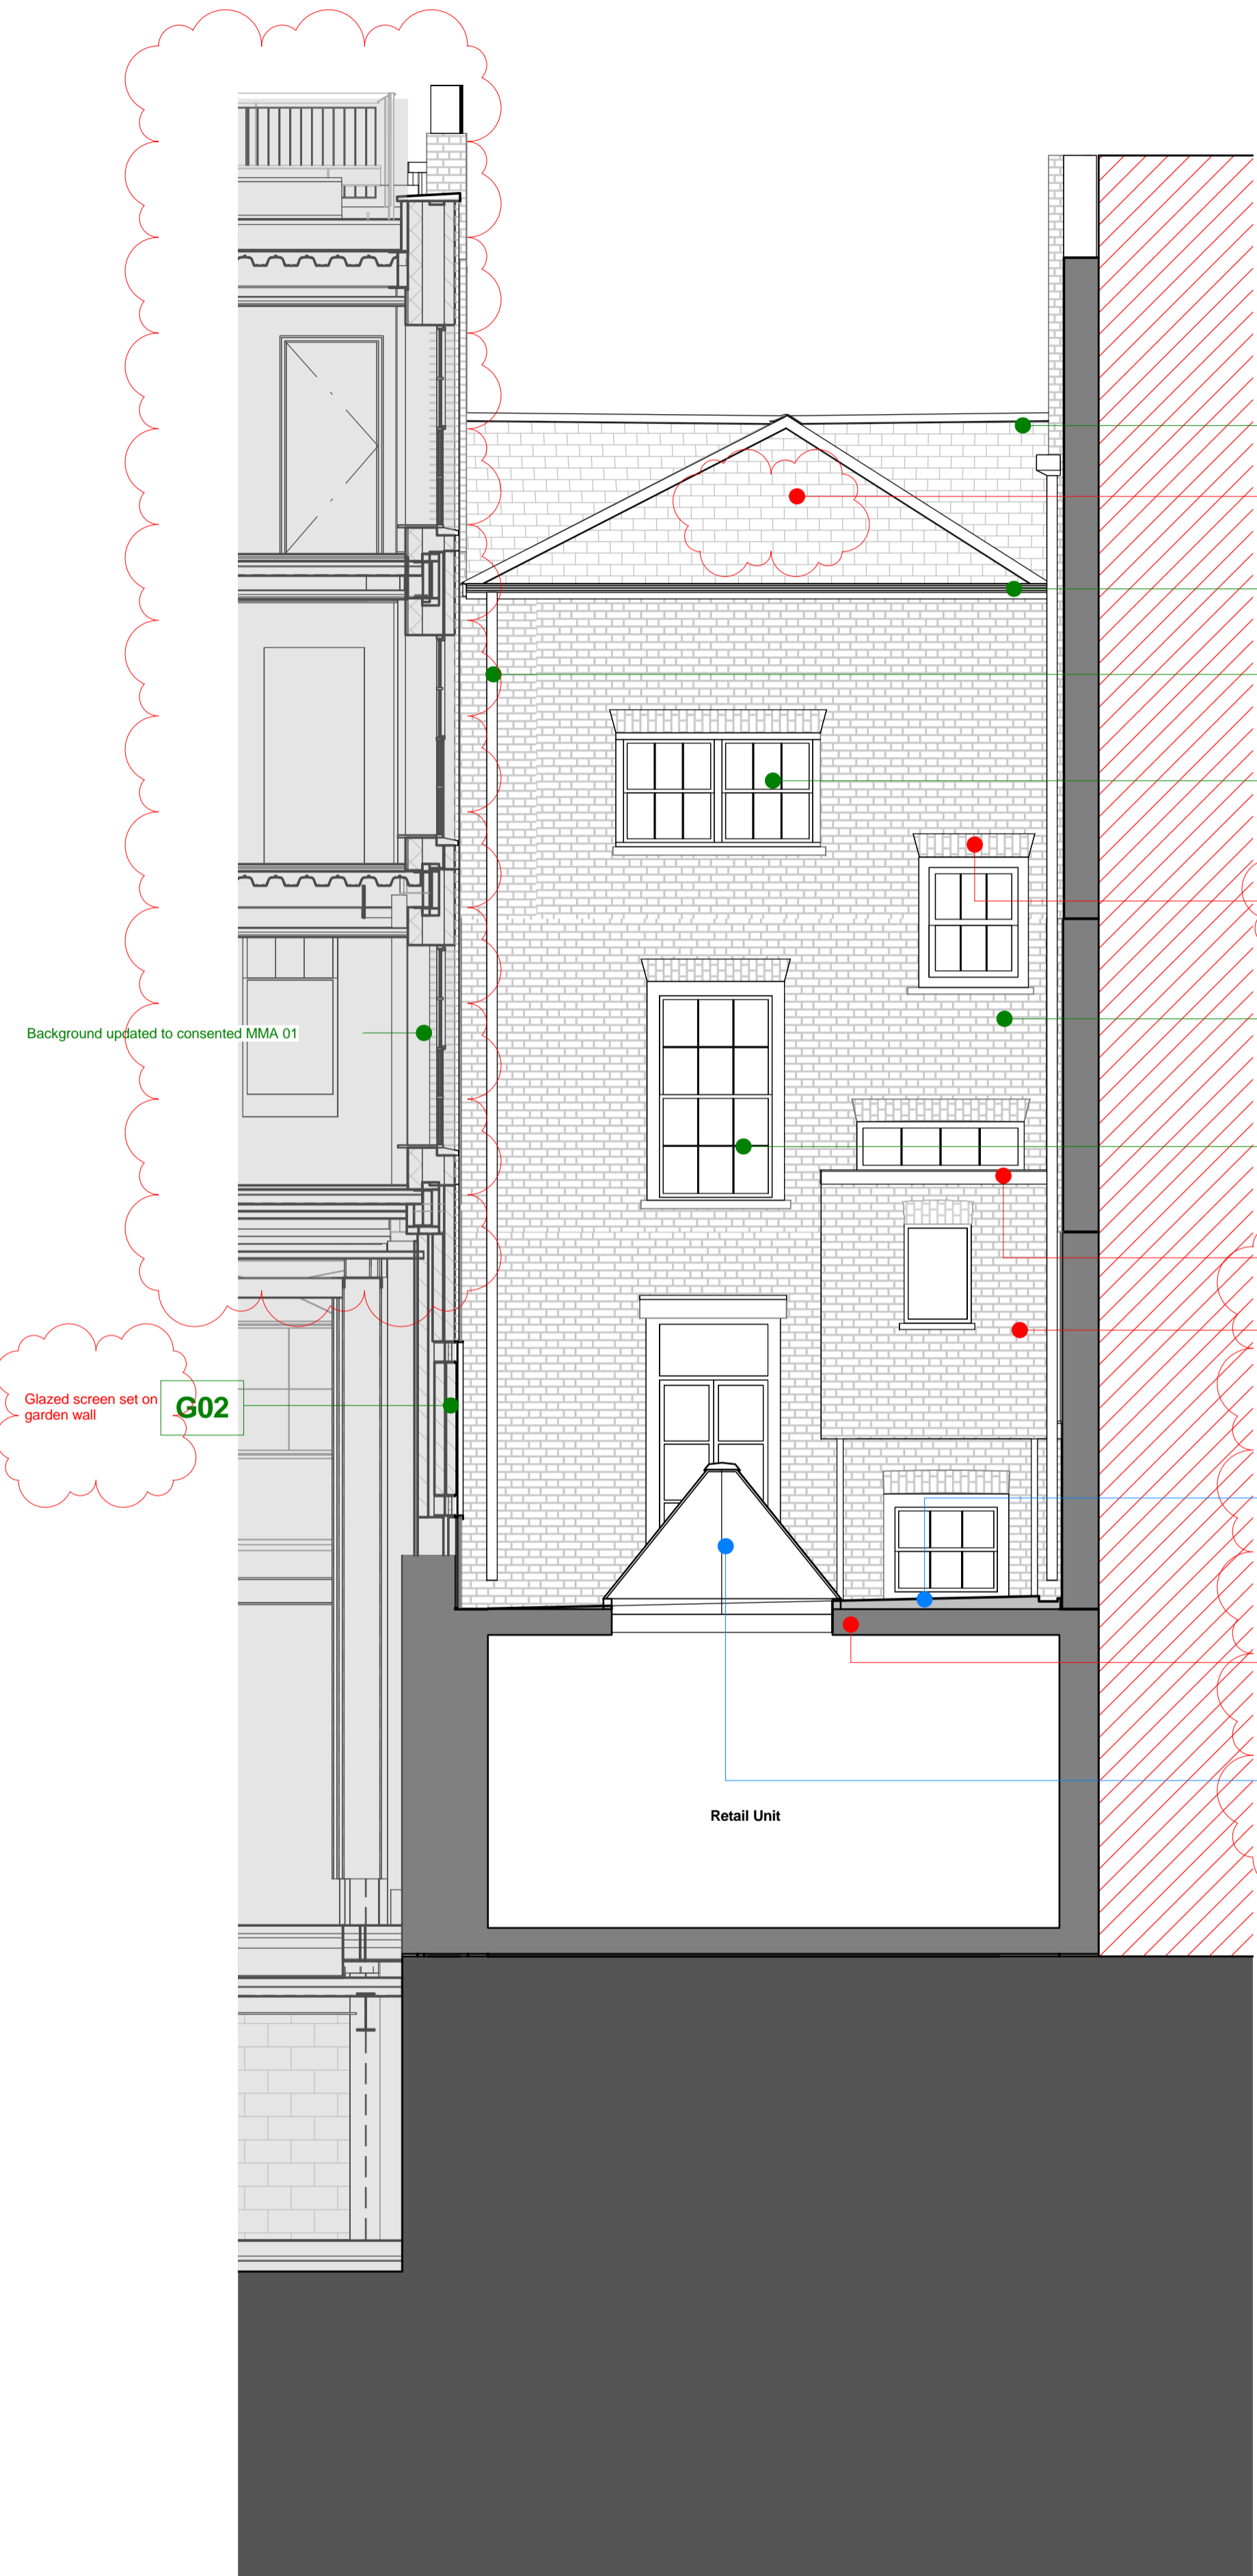 Background updated to consented MMA 01
Glazed screen set on
garden wall
G02
Retail Unit